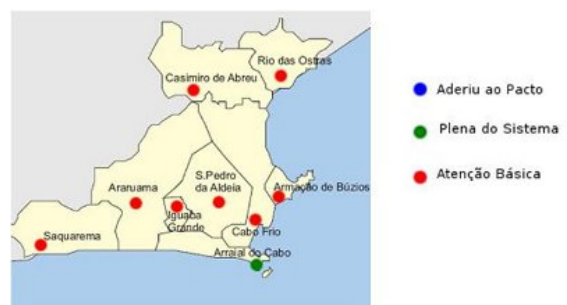 Rio das Ostras
Casimiro de Abreu
S.Pedro
da Aldeia
Araruama
Armação de Búzios
Iguaba
Grande
Cabo Frio
Saquarema
Arraial do Cabo
Aderiu ao Pacto
Plena do Sistema
Atenção Básica